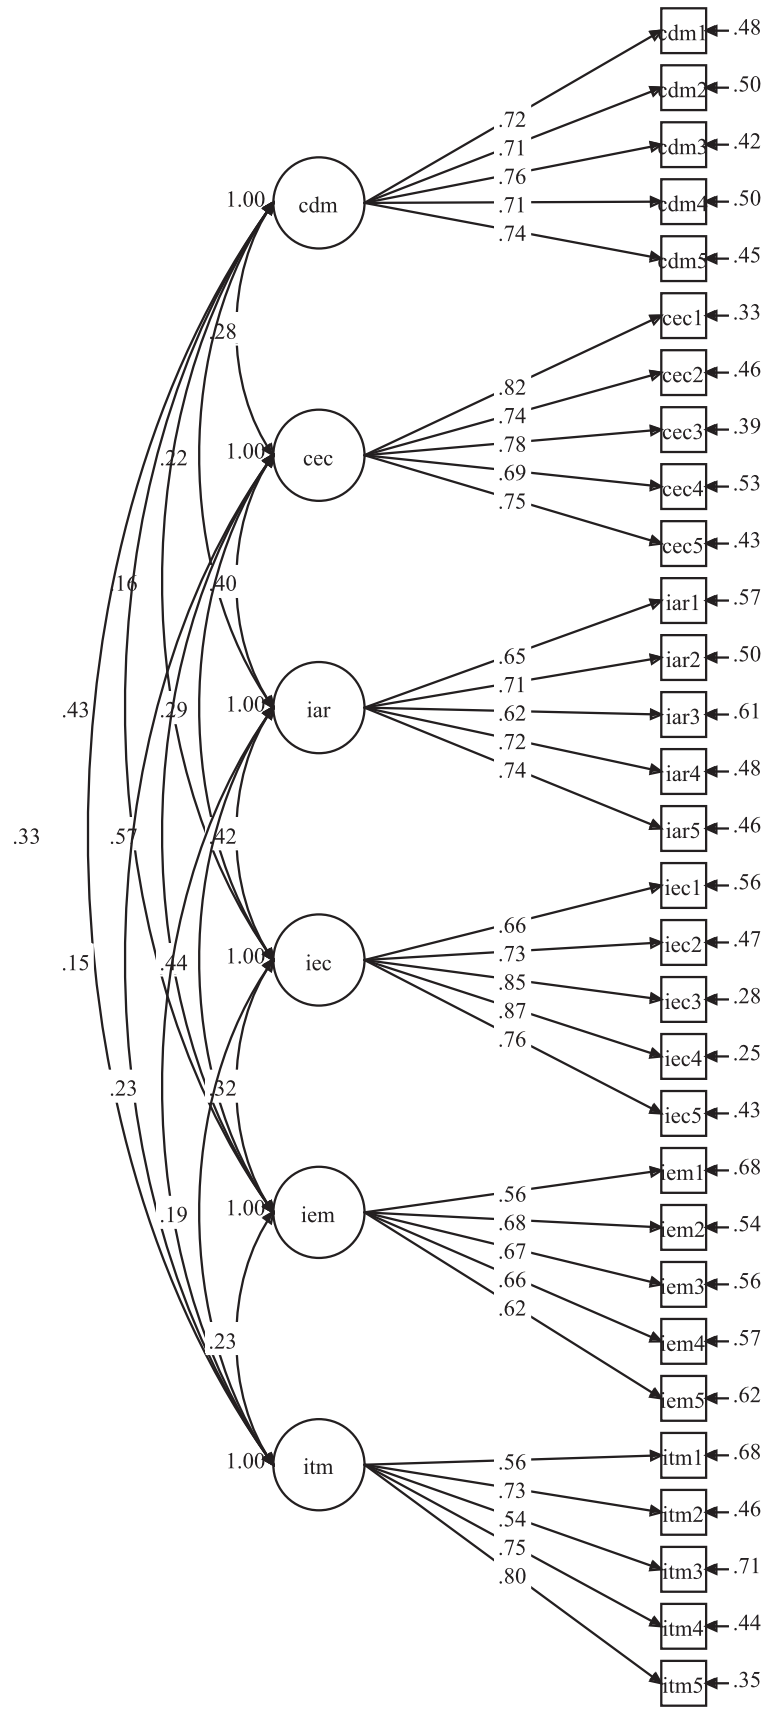 cdm1 .48
cdm2 .50
.72
.71
cdm3 .42
.76
1.00 cdm .71 cdm4 .50
.74
cdm5 .45
cec1 .33
.28
cec2 .46
.82
.74
cec3 .39
.78
1.00 cec
.22
.69 cec4 .53
.75
cec5 .43
.16 .40
iar1 .57
.65 iar2 .50
.71
1.00 iar
.43 .29
.62 iar3 .61
.72
iar4 .48
.74
.33 .57 .42
iar5 .46
iec1 .56
.66
iec2 .47
.73
1.00 iec
.15 .44
.85
iec3 .28
.87
.76
iec4 .25
.23 .32
iec5 .43
iem1 .68
.56
1.00 iem
.19
.68 iem2 .54
.67
.66 iem3 .56
.62
.23
iem4 .57
iem5 .62
1.00 itm
.56 itm1 .68
.73
itm2 .46
.54
.75
itm3 .71
.80
itm4 .44
itm5 .35